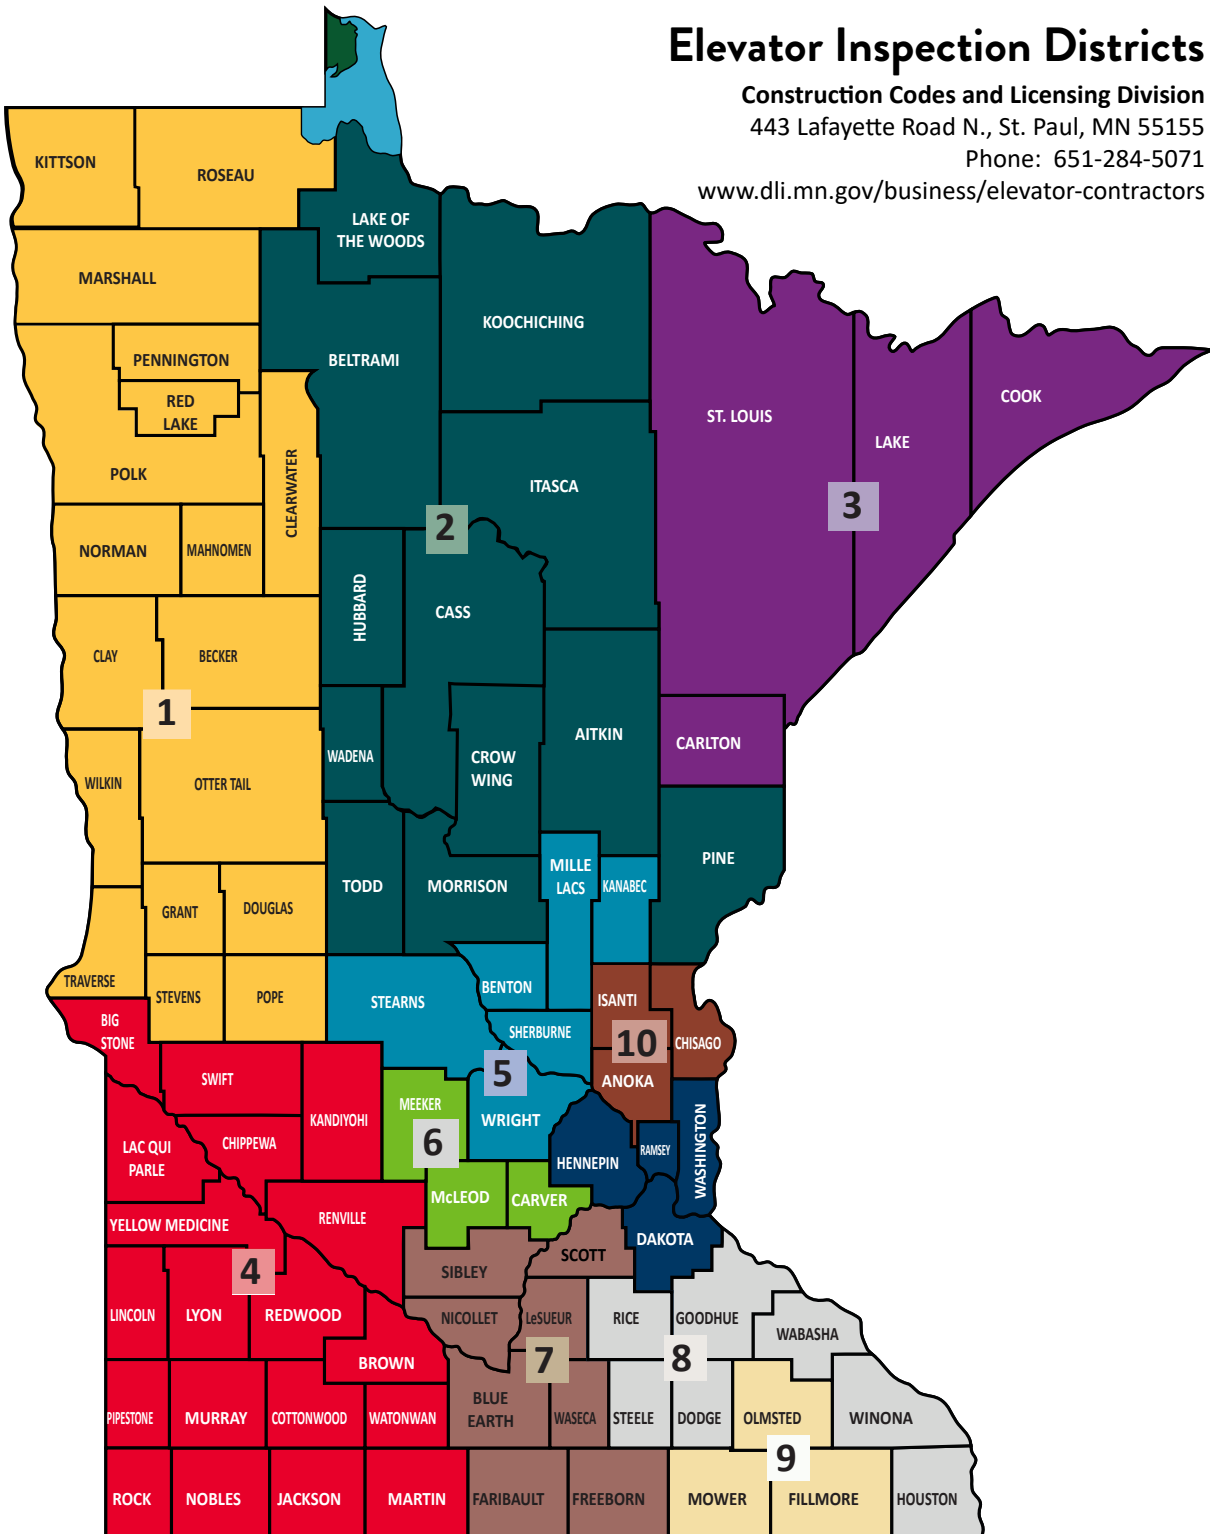 Elevator Inspection Districts
Construction Codes and Licensing Division
443 Lafayette Road N., St. Paul, MN 55155
Phone: 651-284-5071
www.dli.mn.gov/business/elevator-contractors
KITTSON
ROSEAU
LAKE OF
THE WOODS
MARSHALL
KOOCHICHING
PENNINGTON
BELTRAMI
RED
LAKE
ST. LOUIS
LAKE
COOK
POLK
CLEARWATER
ITASCA
3
2
NORMAN
MAHNOMEN
HUBBARD
CASS
CLAY
BECKER
1
WADENA
CROW
WING
AITKIN
CARLTON
WILKIN
OTTER TAIL
PINE
MILLE
LACS
KANABEC
TODD
MORRISON
GRANT
DOUGLAS
TRAVERSE
STEVENS
POPE
STEARNS
BENTON
ISANTI
BIG
STONE
SHERBURNE
10
CHISAGO
SWIFT
5
ANOKA
KANDIYOHI
MEEKER
WRIGHT
6
LAC QUI
PARLE
CHIPPEWA
HENNEPIN
RAMSEY
WASHINGTON
McLEOD
CARVER
YELLOW MEDICINE
RENVILLE
DAKOTA
4
SIBLEY
SCOTT
LINCOLN
LYON
REDWOOD
NICOLLET
LeSUEUR
RICE
GOODHUE
WABASHA
BROWN
7
8
PIPESTONE
MURRAY
COTTONWOOD
WATONWAN
BLUE
EARTH
WASECA
STEELE
DODGE
OLMSTED
WINONA
9
ROCK
NOBLES
JACKSON
MARTIN
FARIBAULT
FREEBORN
MOWER
FILLMORE
HOUSTON